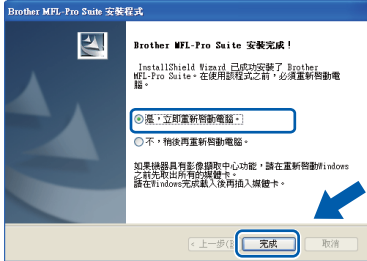 Brother MFL-Pro Suite 安裝程式
Brother MFL-Pro Suite 安裝完成！
InstallShield Wizard 已成功安裝了 Brother
MFL-Pro Suite。在使用該程式之前，必須重新啟動電
腦。
是，立即重新啟動電腦。
不，稍後再重新啟動電腦。
如果機器具有影像擷取中心功能，請在重新啟動Windows
之前先取出所有的媒體卡。
請在Windows完成載入後再插入媒體卡。
< 上一步(B
完成
取消